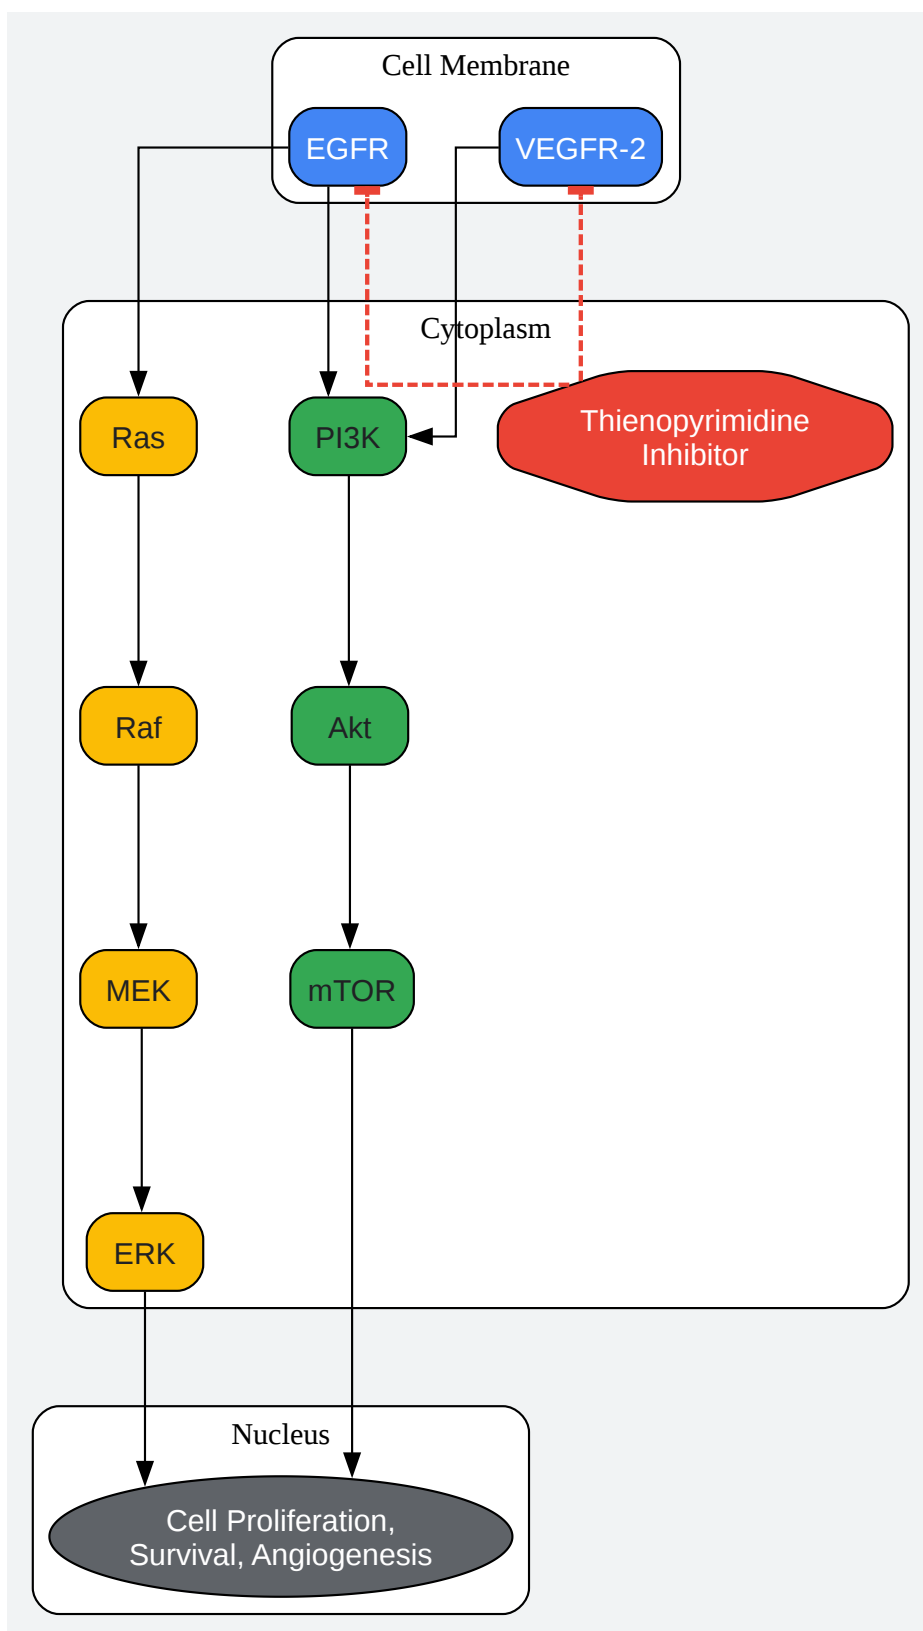 Cell Membrane
EGFR
VEGFR-2
Cytoplasm
Ras
PI3K
Thienopyrimidine
Inhibitor
Raf
Akt
MEK
mTOR
ERK
Nucleus
Cell Proliferation,
Survival, Angiogenesis